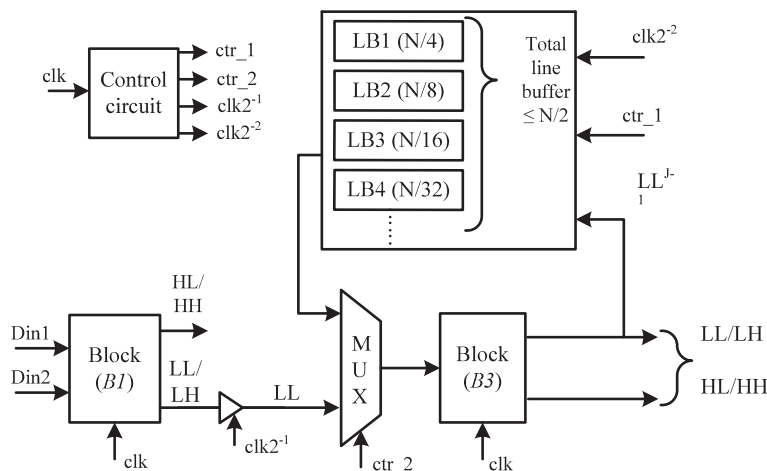 clk
Control
circuit
ctr_1
ctr_2
clk2-1
clk2-2
LB1 (N/4)
LB2 (N/8)
LB3 (N/16)
LB4 (N/32)
Total
line
buffer
≤ N/2
clk2-2
ctr_1
LLJ-
1
Din1
Din2
Block
(B1)
clk
HL/
HH
LL/
LH
clk2-1
LL
M
U
X
ctr_2
Block
(B3)
clk
LL/LH
HL/HH